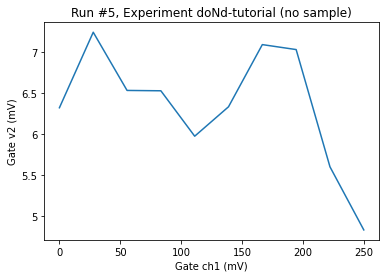 Run #5, Experiment doNd-tutorial (no sample)
Gate v2 (mV)
7
6.5
6
5.5
5
0 50 100 150 200 250
Gate ch1 (mV)